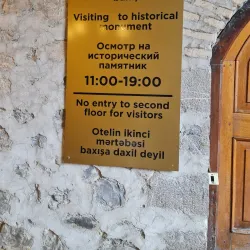 Visiting to historical
monument
Осмотр на
исторический
памятник
11:00-19:00
No entry to second
floor for visitors
Otelin ikinci
mərtəbəsi
baxışa daxil deyil